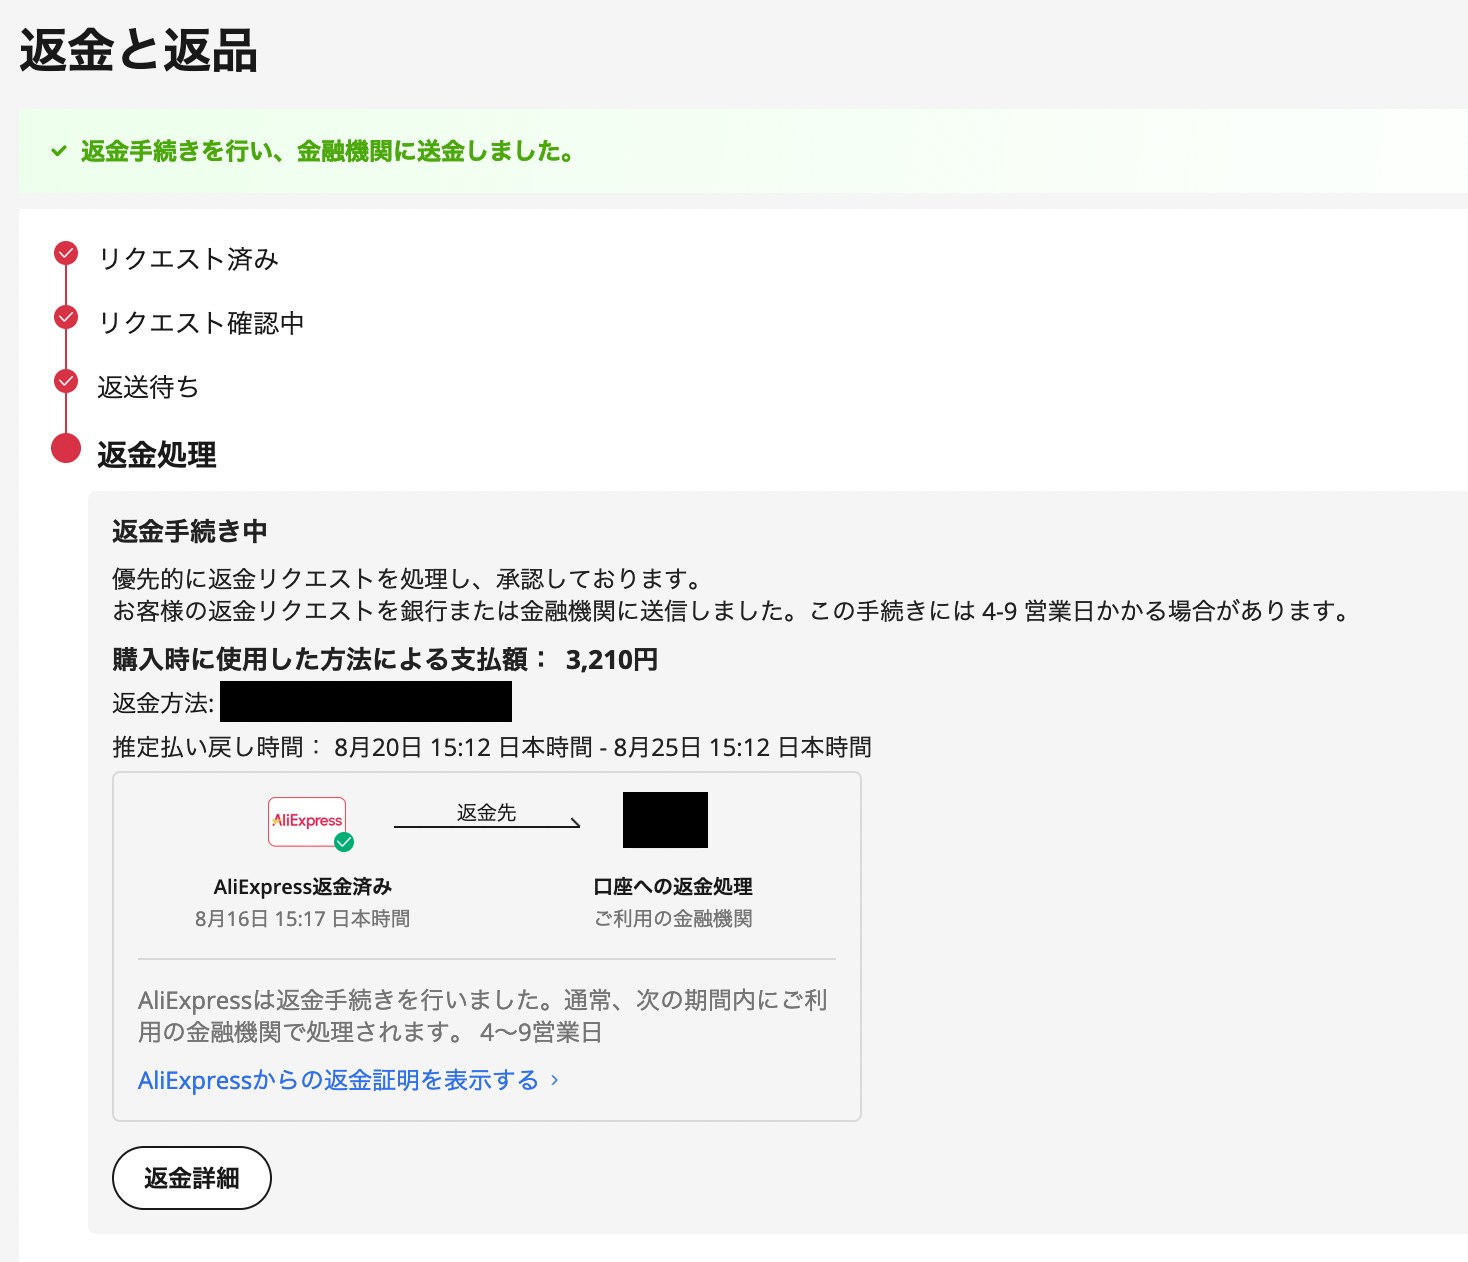 返金と返品
返金手続きを行い、金融機関に送金しました。
リクエスト済み
リクエスト確認中
返送待ち
返金処理
返金手続き中
優先的に返金リクエストを処理し、承認しております。
お客様の返金リクエストを銀行または金融機関に送信しました。この手続きには 4-9 営業日かかる場合があります。
購入時に使用した方法による支払額： 3,210円
返金方法:
推定払い戻し時間： 8月20日 15:12 日本時間 - 8月25日 15:12 日本時間
AliExpress
返金先
AliExpress返金済み
8月16日 15:17 日本時間
口座への返金処理
ご利用の金融機関
AliExpressは返金手続きを行いました。通常、次の期間内にご利
用の金融機関で処理されます。 4〜9営業日
AliExpressからの返金証明を表示する
返金詳細